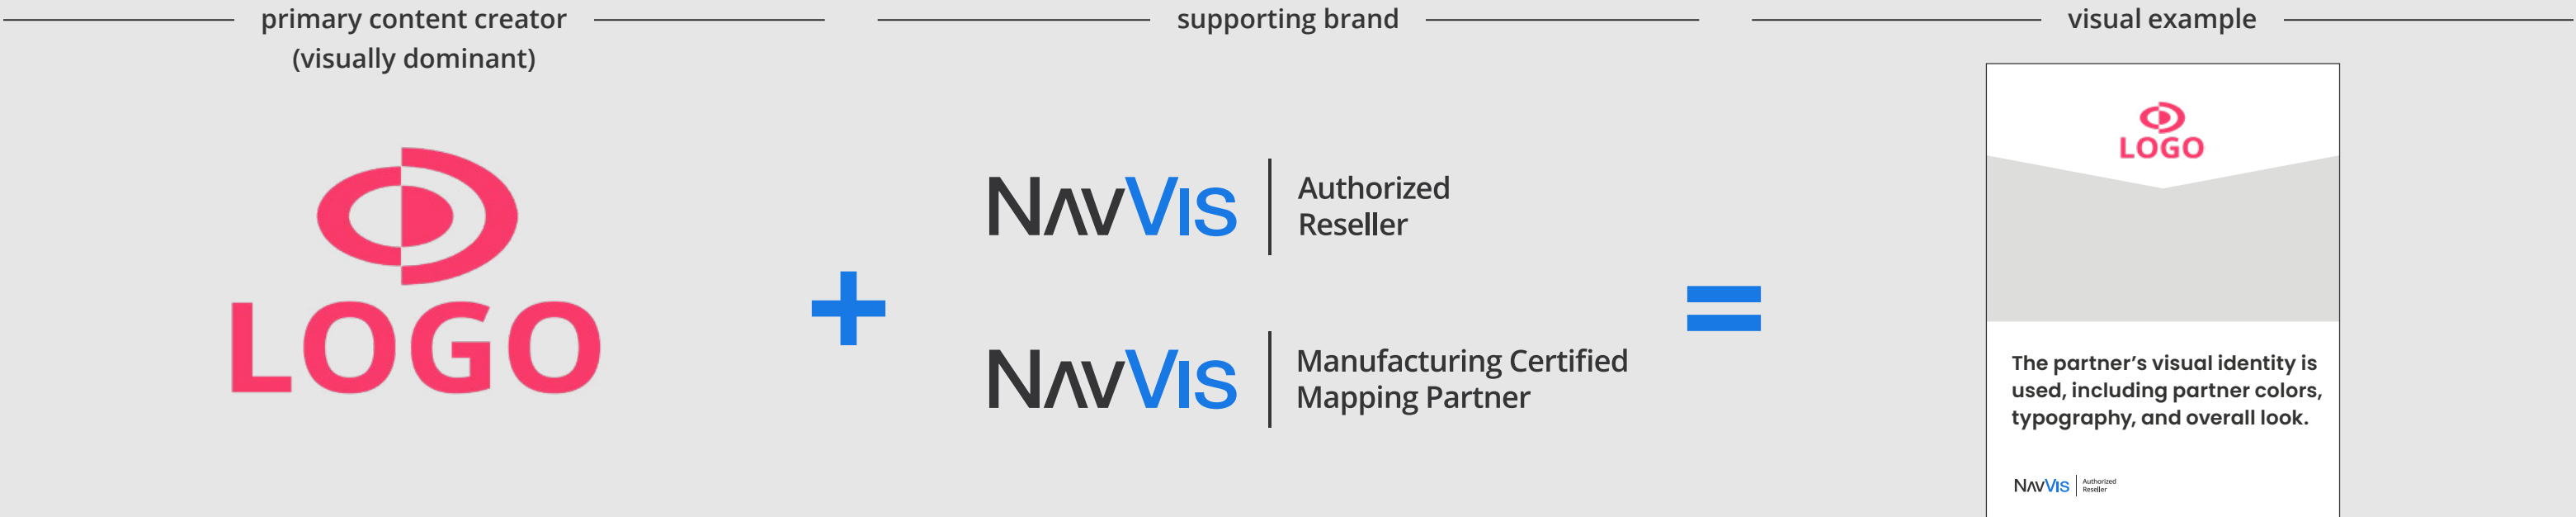 primary content creator
(visually dominant)
supporting brand
visual example
LOGO
NavVis
Authorized
Reseller
NavVis
Manufacturing Certified
Mapping Partner
LOGO
The partner’s visual identity is
used, including partner colors,
typography, and overall look.
NavVis
Authorized
Reseller